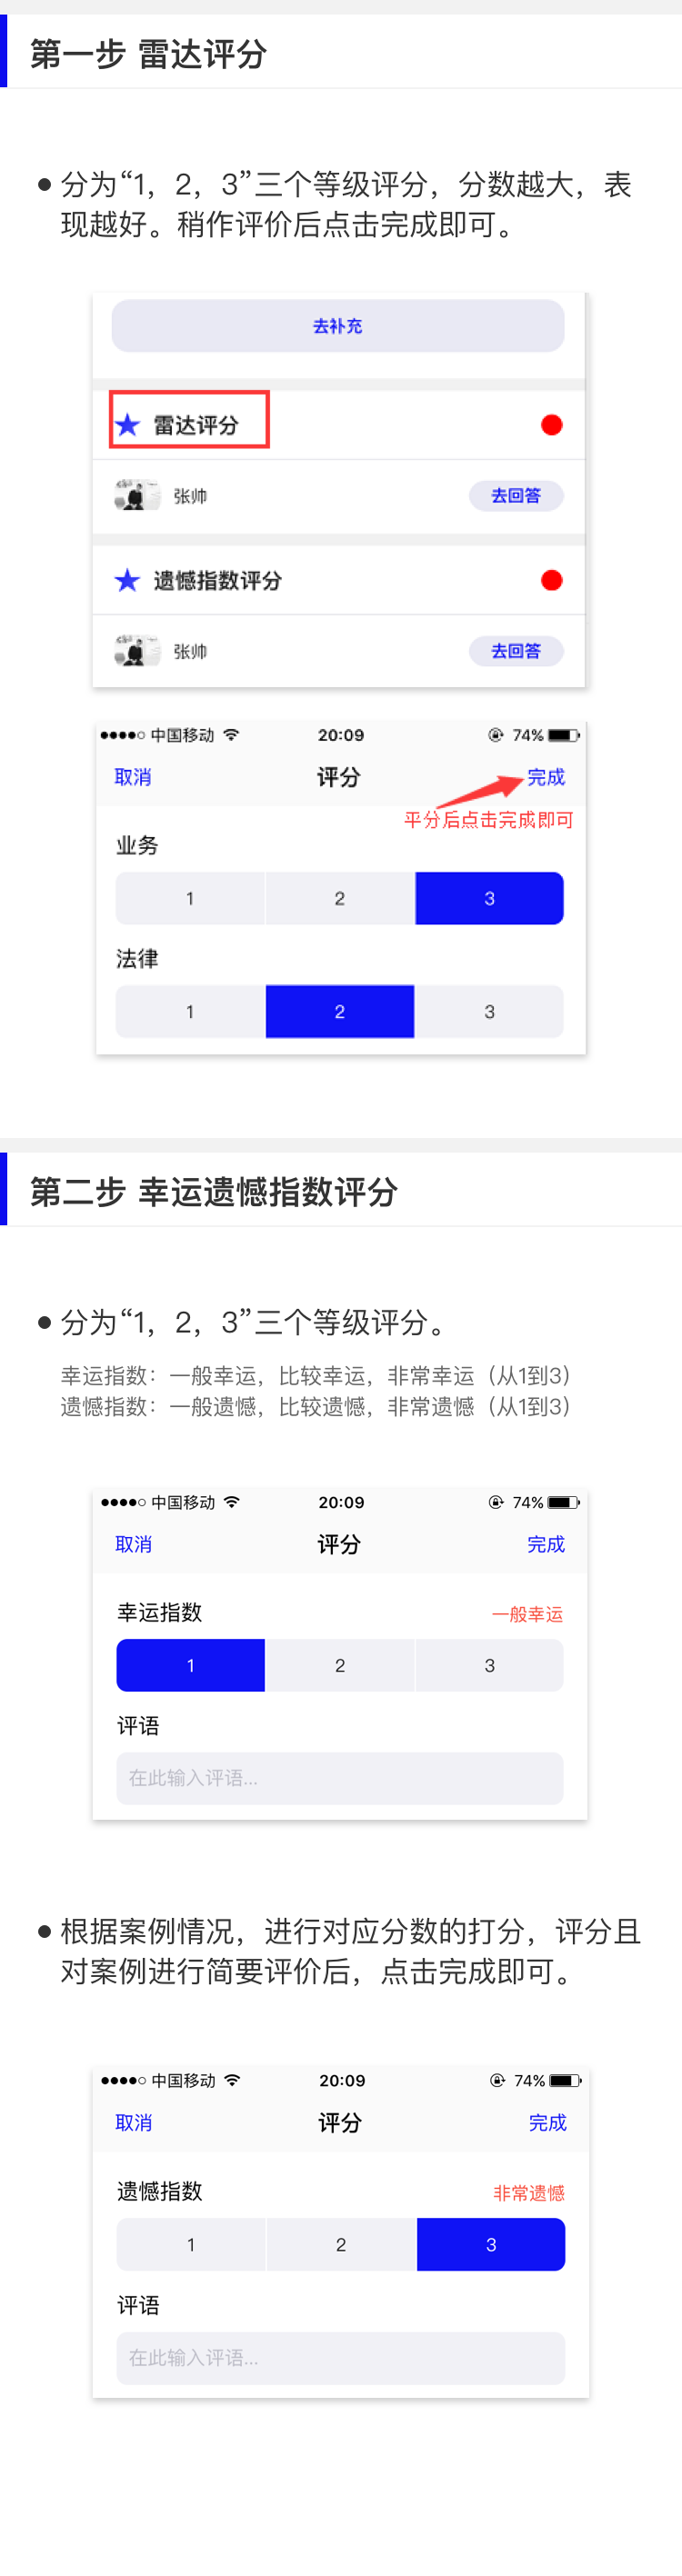 第一步 雷达评分
分为“1，2，3”三个等级评分，分数越大，表
现越好。稍作评价后点击完成即可。
去补充
雷达评分
张帅
去回答
遗憾指数评分
张帅
去回答
中国移动
20:09
74%
取消
评分
完成
平分后点击完成即可
业务
1
2
3
法律
1
2
3
第二步 幸运遗憾指数评分
分为“1，2，3”三个等级评分。
幸运指数：一般幸运，比较幸运，非常幸运（从1到3）
遗憾指数：一般遗憾，比较遗憾，非常遗憾（从1到3）
中国移动
20:09
74%
取消
评分
完成
幸运指数
一般幸运
1
2
3
评语
在此输入评语...
根据案例情况，进行对应分数的打分，评分且
对案例进行简要评价后，点击完成即可。
中国移动
20:09
74%
取消
评分
完成
遗憾指数
非常遗憾
1
2
3
评语
在此输入评语...